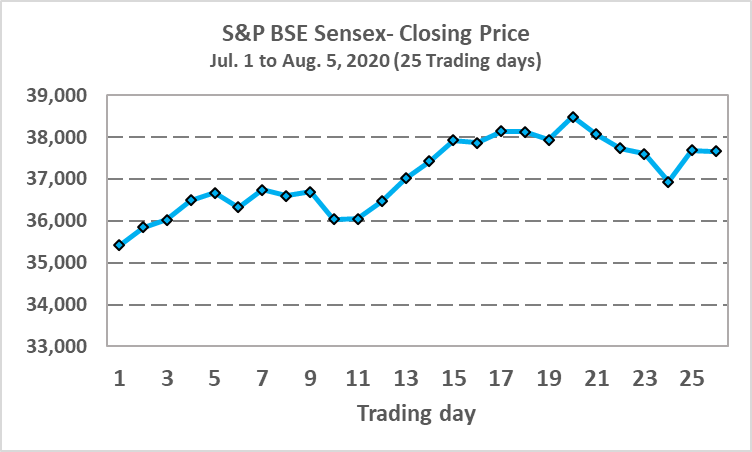 S&P BSE Sensex- Closing Price
Jul. 1 to Aug. 5, 2020 (25 Trading days)
39,000
38,000
37,000
36,000
35,000
34,000
33,000
1 3 5 7 9 11 13 15 17 19 21 23 25
Trading day